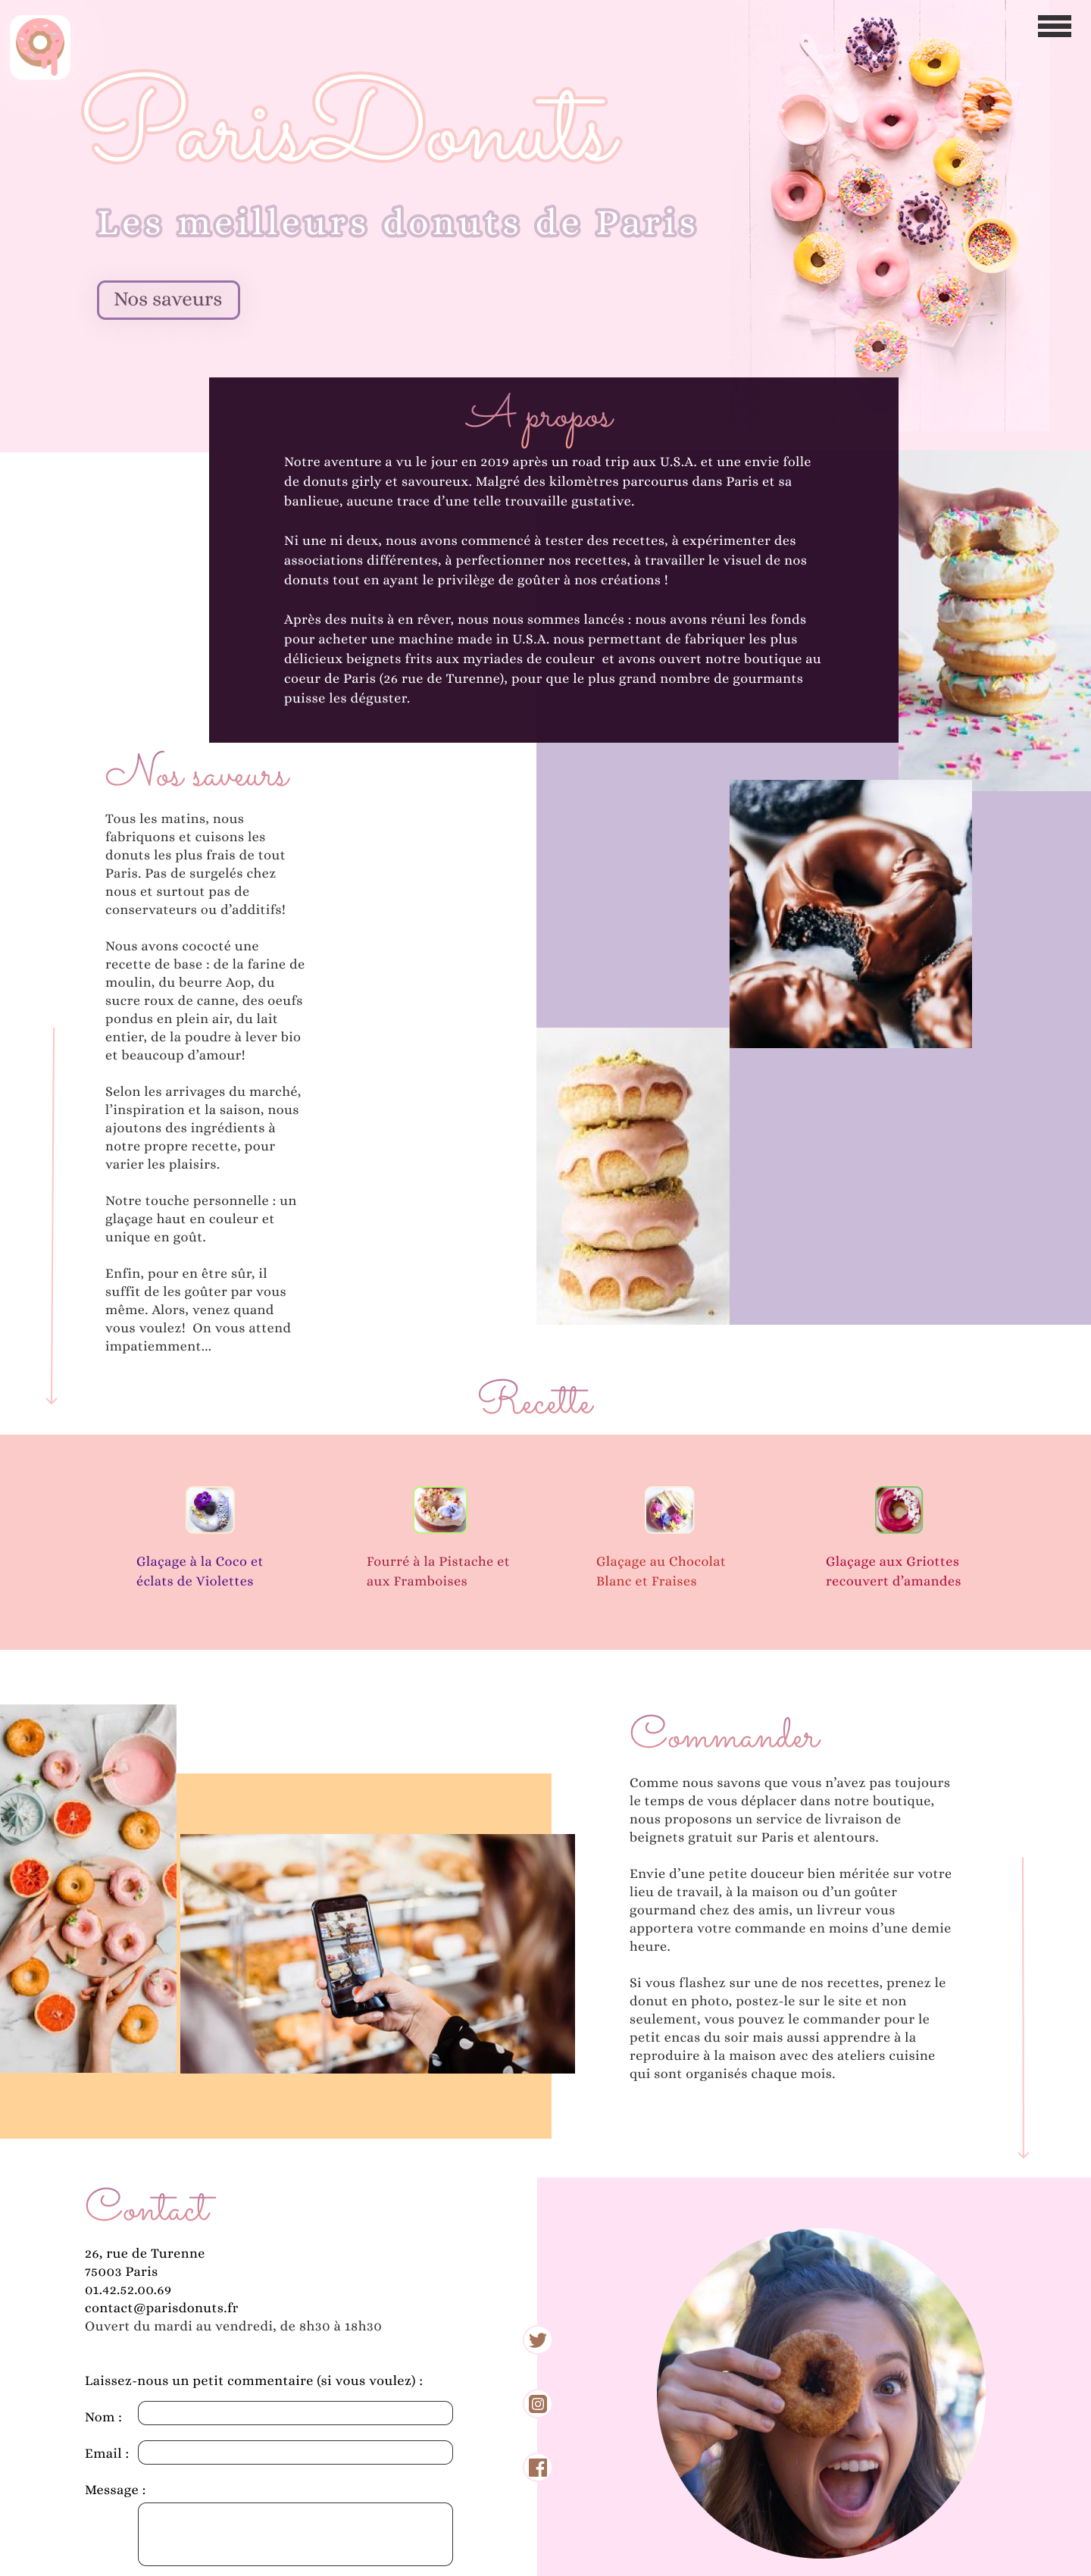 ParisDonuts
Les meilleurs donuts de Paris
Nos saveurs
A propos
Notre aventure a vu le jour en 2019 après un road trip aux U.S.A. et une envie folle
de donuts girly et savoureux. Malgré des kilomètres parcourus dans Paris et sa
banlieue, aucune trace d’une telle trouvaille gustative.
Ni une ni deux, nous avons commencé à tester des recettes, à expérimenter des
associations différentes, à perfectionner nos recettes, à travailler le visuel de nos
donuts tout en ayant le privilège de goûter à nos créations !
Après des nuits à en rêver, nous nous sommes lancés : nous avons réuni les fonds
pour acheter une machine made in U.S.A. nous permettant de fabriquer les plus
délicieux beignets frits aux myriades de couleur  et avons ouvert notre boutique au
coeur de Paris (26 rue de Turenne), pour que le plus grand nombre de gourmants
puisse les déguster.
Nos saveurs
Tous les matins, nous
fabriquons et cuisons les
donuts les plus frais de tout
Paris. Pas de surgelés chez
nous et surtout pas de
conservateurs ou d’additifs!
Nous avons cococté une
recette de base : de la farine de
moulin, du beurre Aop, du
sucre roux de canne, des oeufs
pondus en plein air, du lait
entier, de la poudre à lever bio
et beaucoup d’amour!
Selon les arrivages du marché,
l’inspiration et la saison, nous
ajoutons des ingrédients à
notre propre recette, pour
varier les plaisirs.
Notre touche personnelle : un
glaçage haut en couleur et
unique en goût.
Enfin, pour en être sûr, il
suffit de les goûter par vous
même. Alors, venez quand
vous voulez!  On vous attend
impatiemment...
Recette
Glaçage à la Coco et
éclats de Violettes
Fourré à la Pistache et
aux Framboises
Glaçage au Chocolat
Blanc et Fraises
Glaçage aux Griottes
recouvert d’amandes
Commander
Comme nous savons que vous n’avez pas toujours
le temps de vous déplacer dans notre boutique,
nous proposons un service de livraison de
beignets gratuit sur Paris et alentours.
Envie d’une petite douceur bien méritée sur votre
lieu de travail, à la maison ou d’un goûter
gourmand chez des amis, un livreur vous
apportera votre commande en moins d’une demie
heure.
Si vous flashez sur une de nos recettes, prenez le
donut en photo, postez-le sur le site et non
seulement, vous pouvez le commander pour le
petit encas du soir mais aussi apprendre à la
reproduire à la maison avec des ateliers cuisine
qui sont organisés chaque mois.
Contact
26, rue de Turenne
75003 Paris
01.42.52.00.69
contact@parisdonuts.fr
Ouvert du mardi au vendredi, de 8h30 à 18h30
Laissez-nous un petit commentaire (si vous voulez) :
Nom :
Email :
Message :